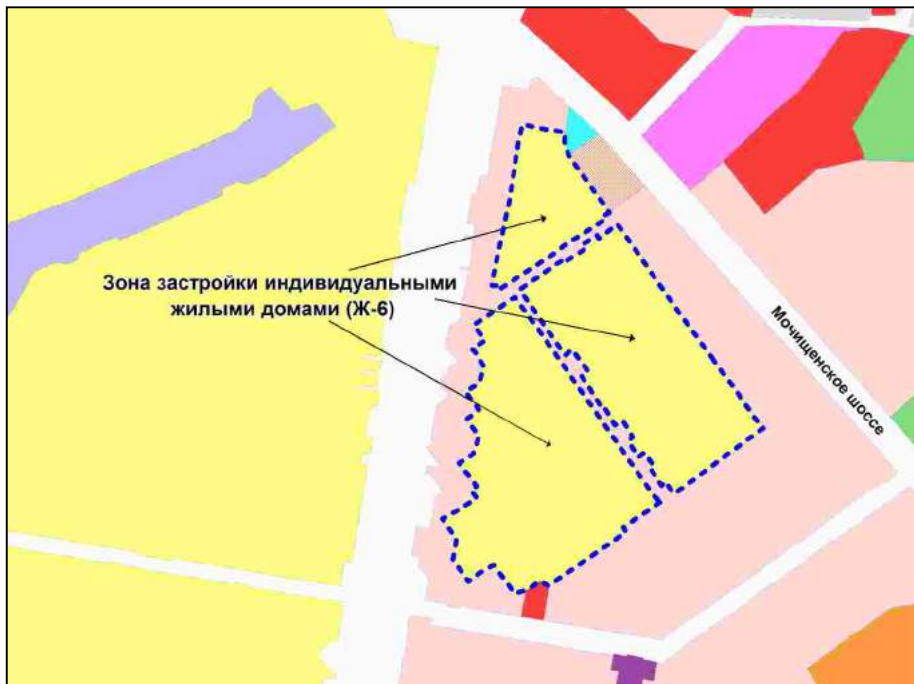 Зона застройки индивидуальными
жилыми домами (Ж-6)
Мочищенское шоссе